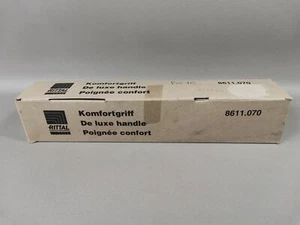 Komfortgriff
De luxe handle
Poignée confort
8611.070
RITTAL